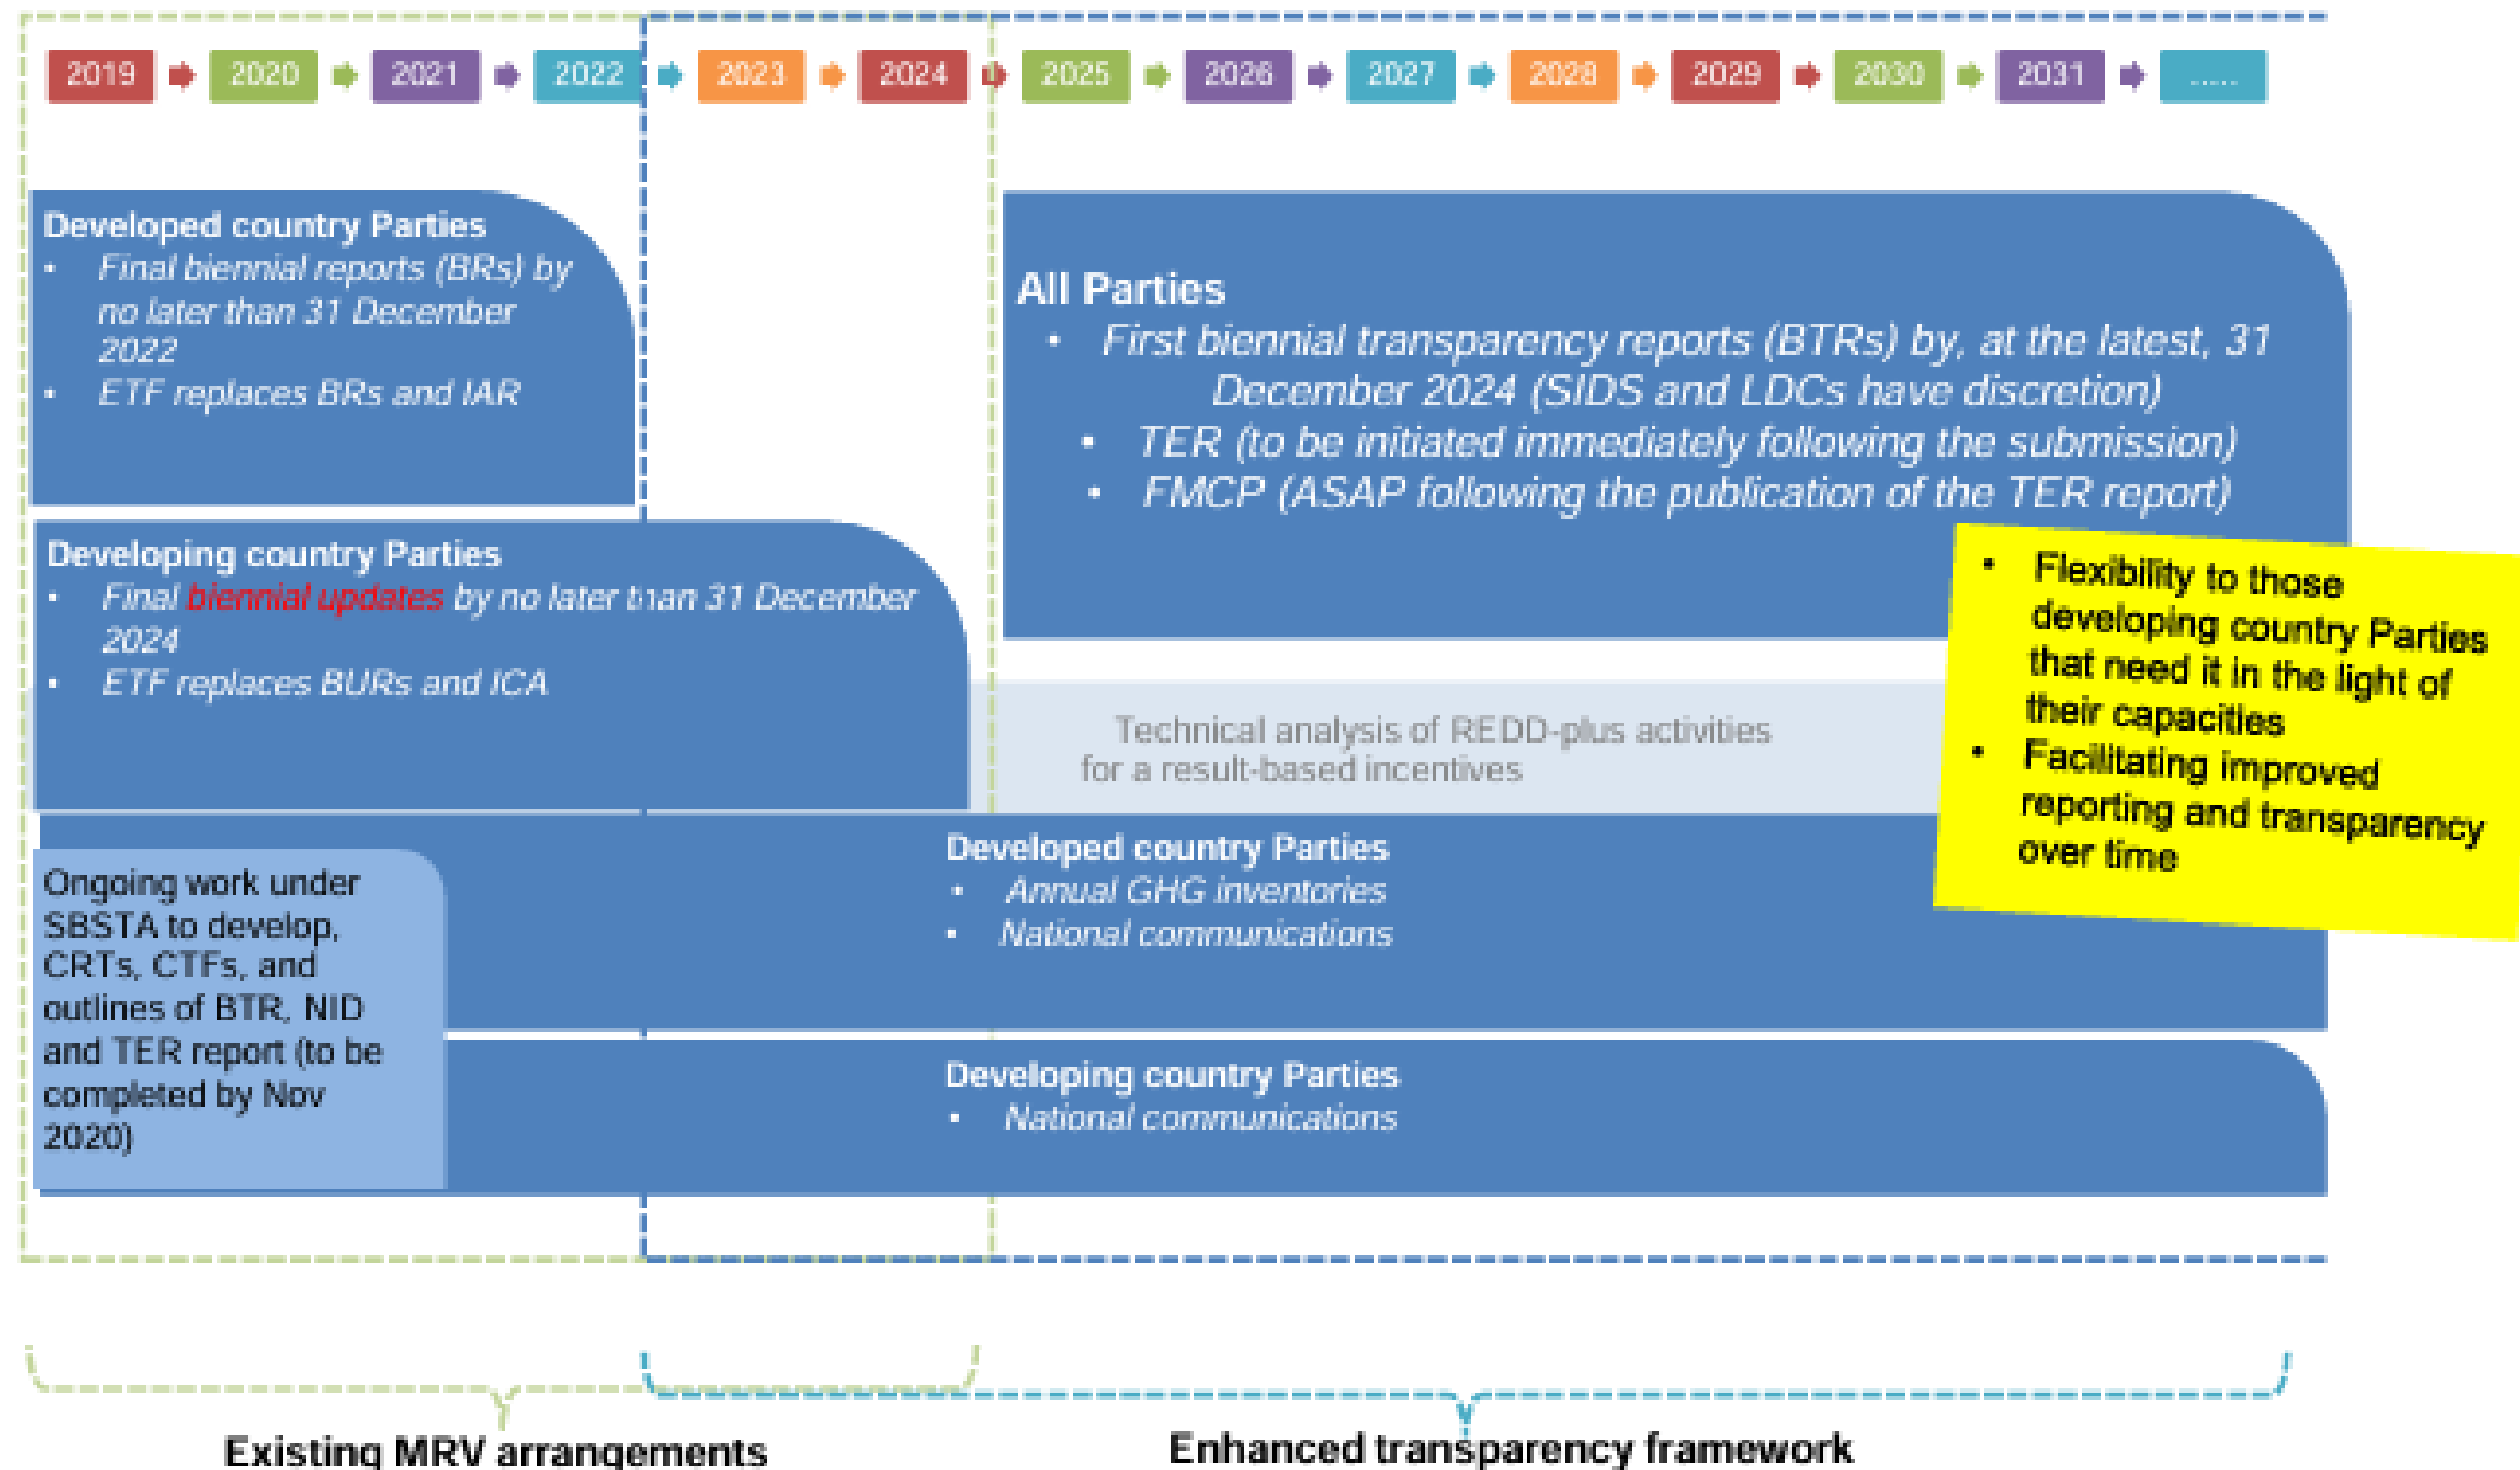 2019 2020 2021 2022 2023 2024 2025 2026 2027 2028 2029 2030 2031 ......
Developed country Parties
• Final biennial reports (BRs) by
no later than 31 December
2022
• ETF replaces BRs and IAR
All Parties
• First biennial transparency reports (BTRs) by, at the latest, 31
December 2024 (SIDS and LDCs have discretion)
• TER (to be initiated immediately following the submission)
• FMCP (ASAP following the publication of the TER report)
Developing country Parties
• Final biennial updates by no later than 31 December
2024
• ETF replaces BURs and ICA
• Flexibility to those
developing country Parties
that need it in the light of
their capacities
• Facilitating improved
reporting and transparency
over time
Technical analysis of REDD-plus activities
for a result-based incentives
Developed country Parties
• Annual GHG inventories
• National communications
Ongoing work under
SBSTA to develop,
CRTs, CTFs, and
outlines of BTR, NID
and TER report (to be
completed by Nov
2020)
Developing country Parties
• National communications
Existing MRV arrangements
Enhanced transparency framework